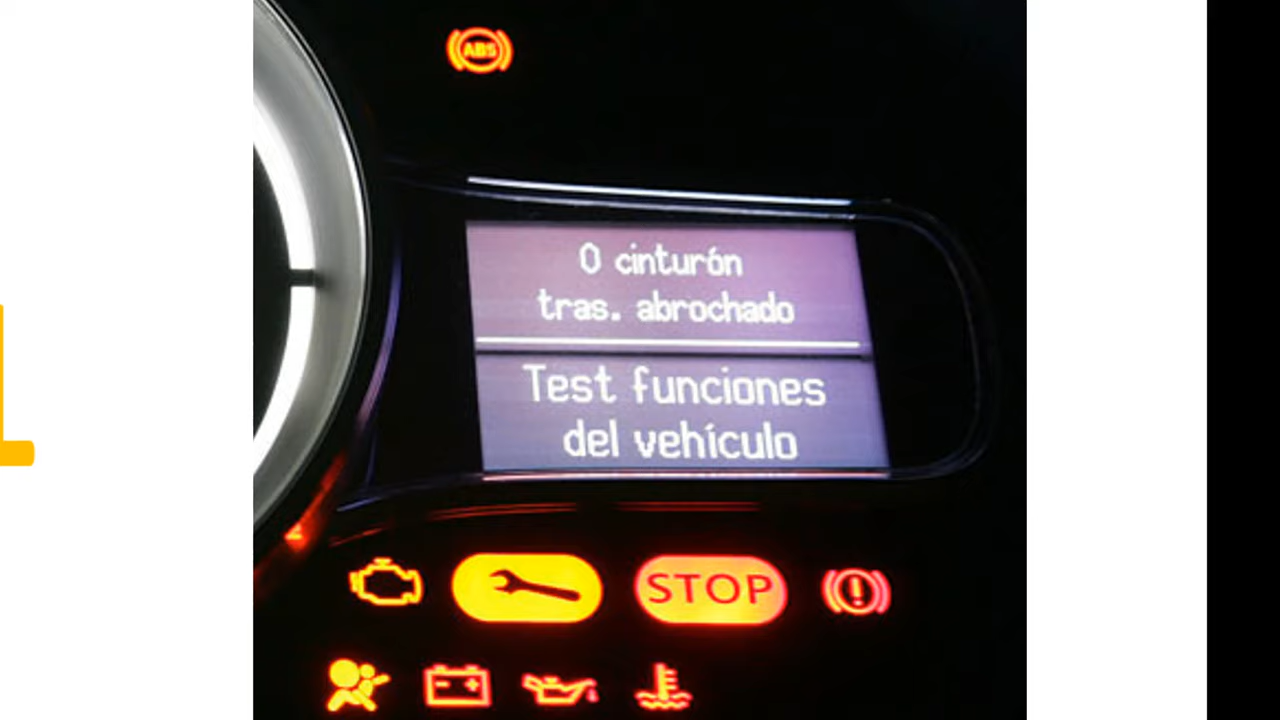 ABS
0 cinturón
tras. abrochado
Test funciones
del vehículo
STOP